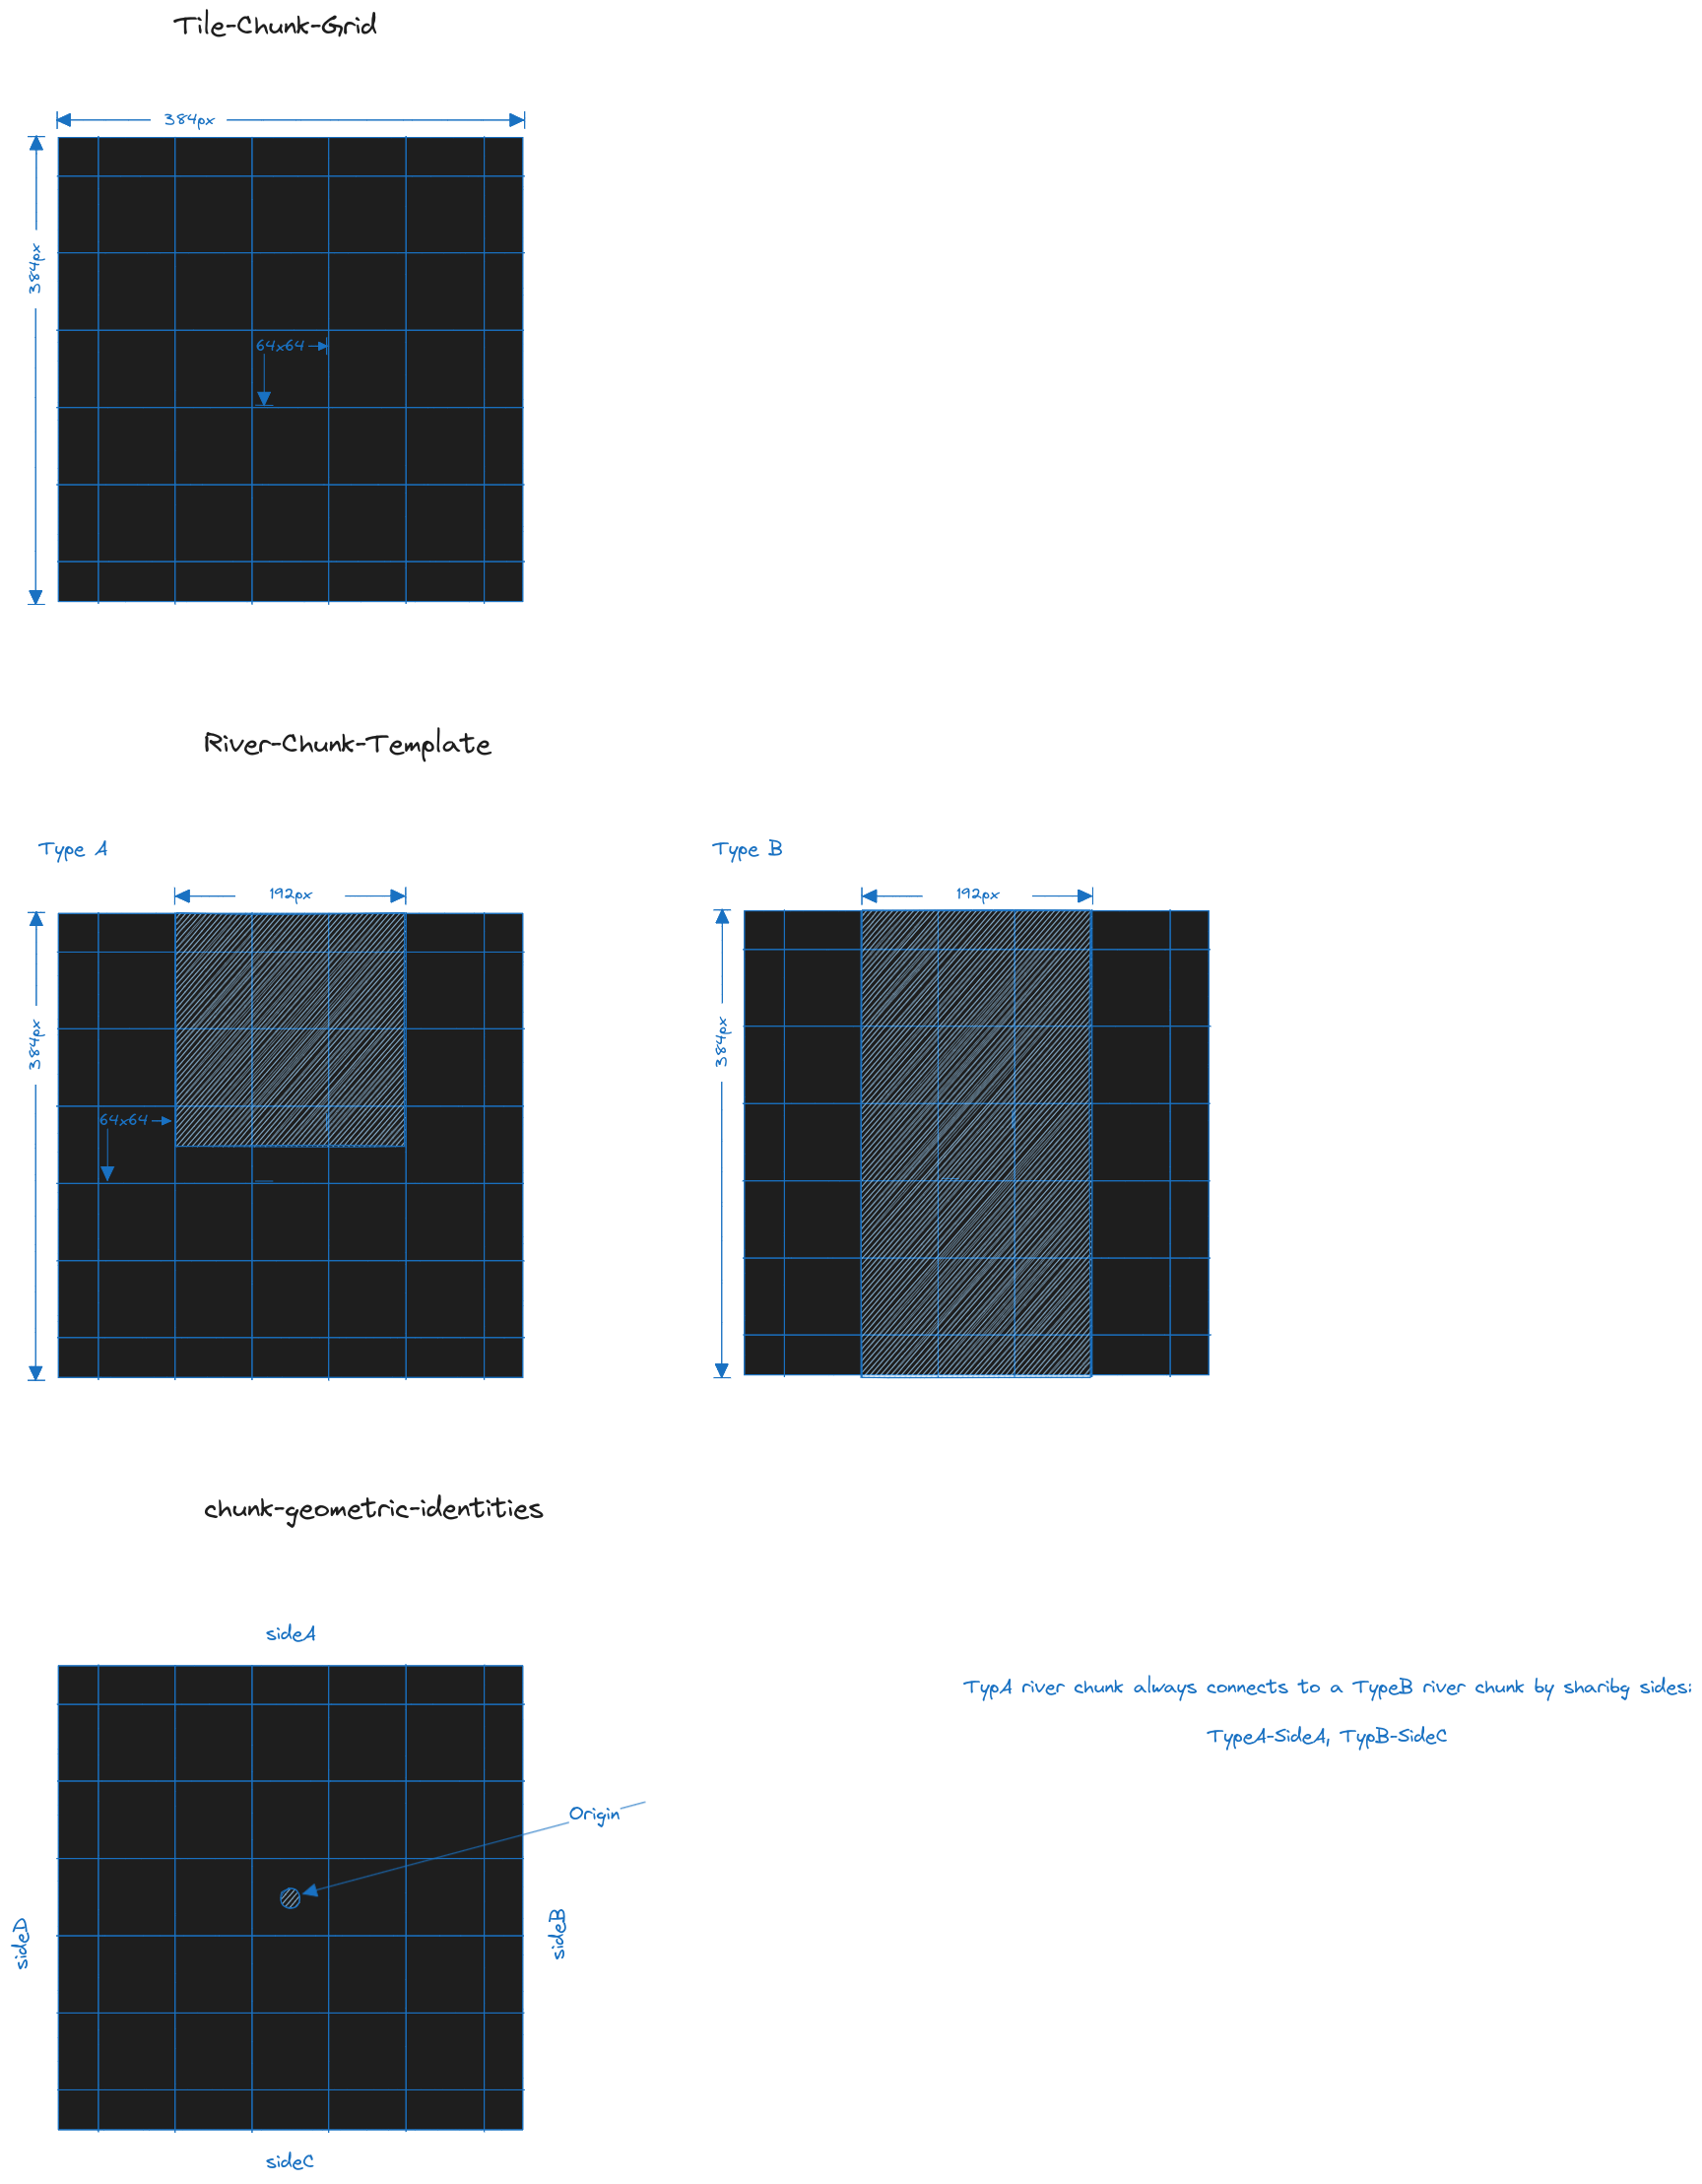 Tile-Chunk-Grid
384px
384px
64x64
River-Chunk-Template
Type A
Type B
192px
192px
384px
384px
64x64
chunk-geometric-identities
sideA
TypA river chunk always connects to a TypeB river chunk by sharibg sides:
TypeA-SideA, TypB-SideC
Origin
sideD
sideB
sideC